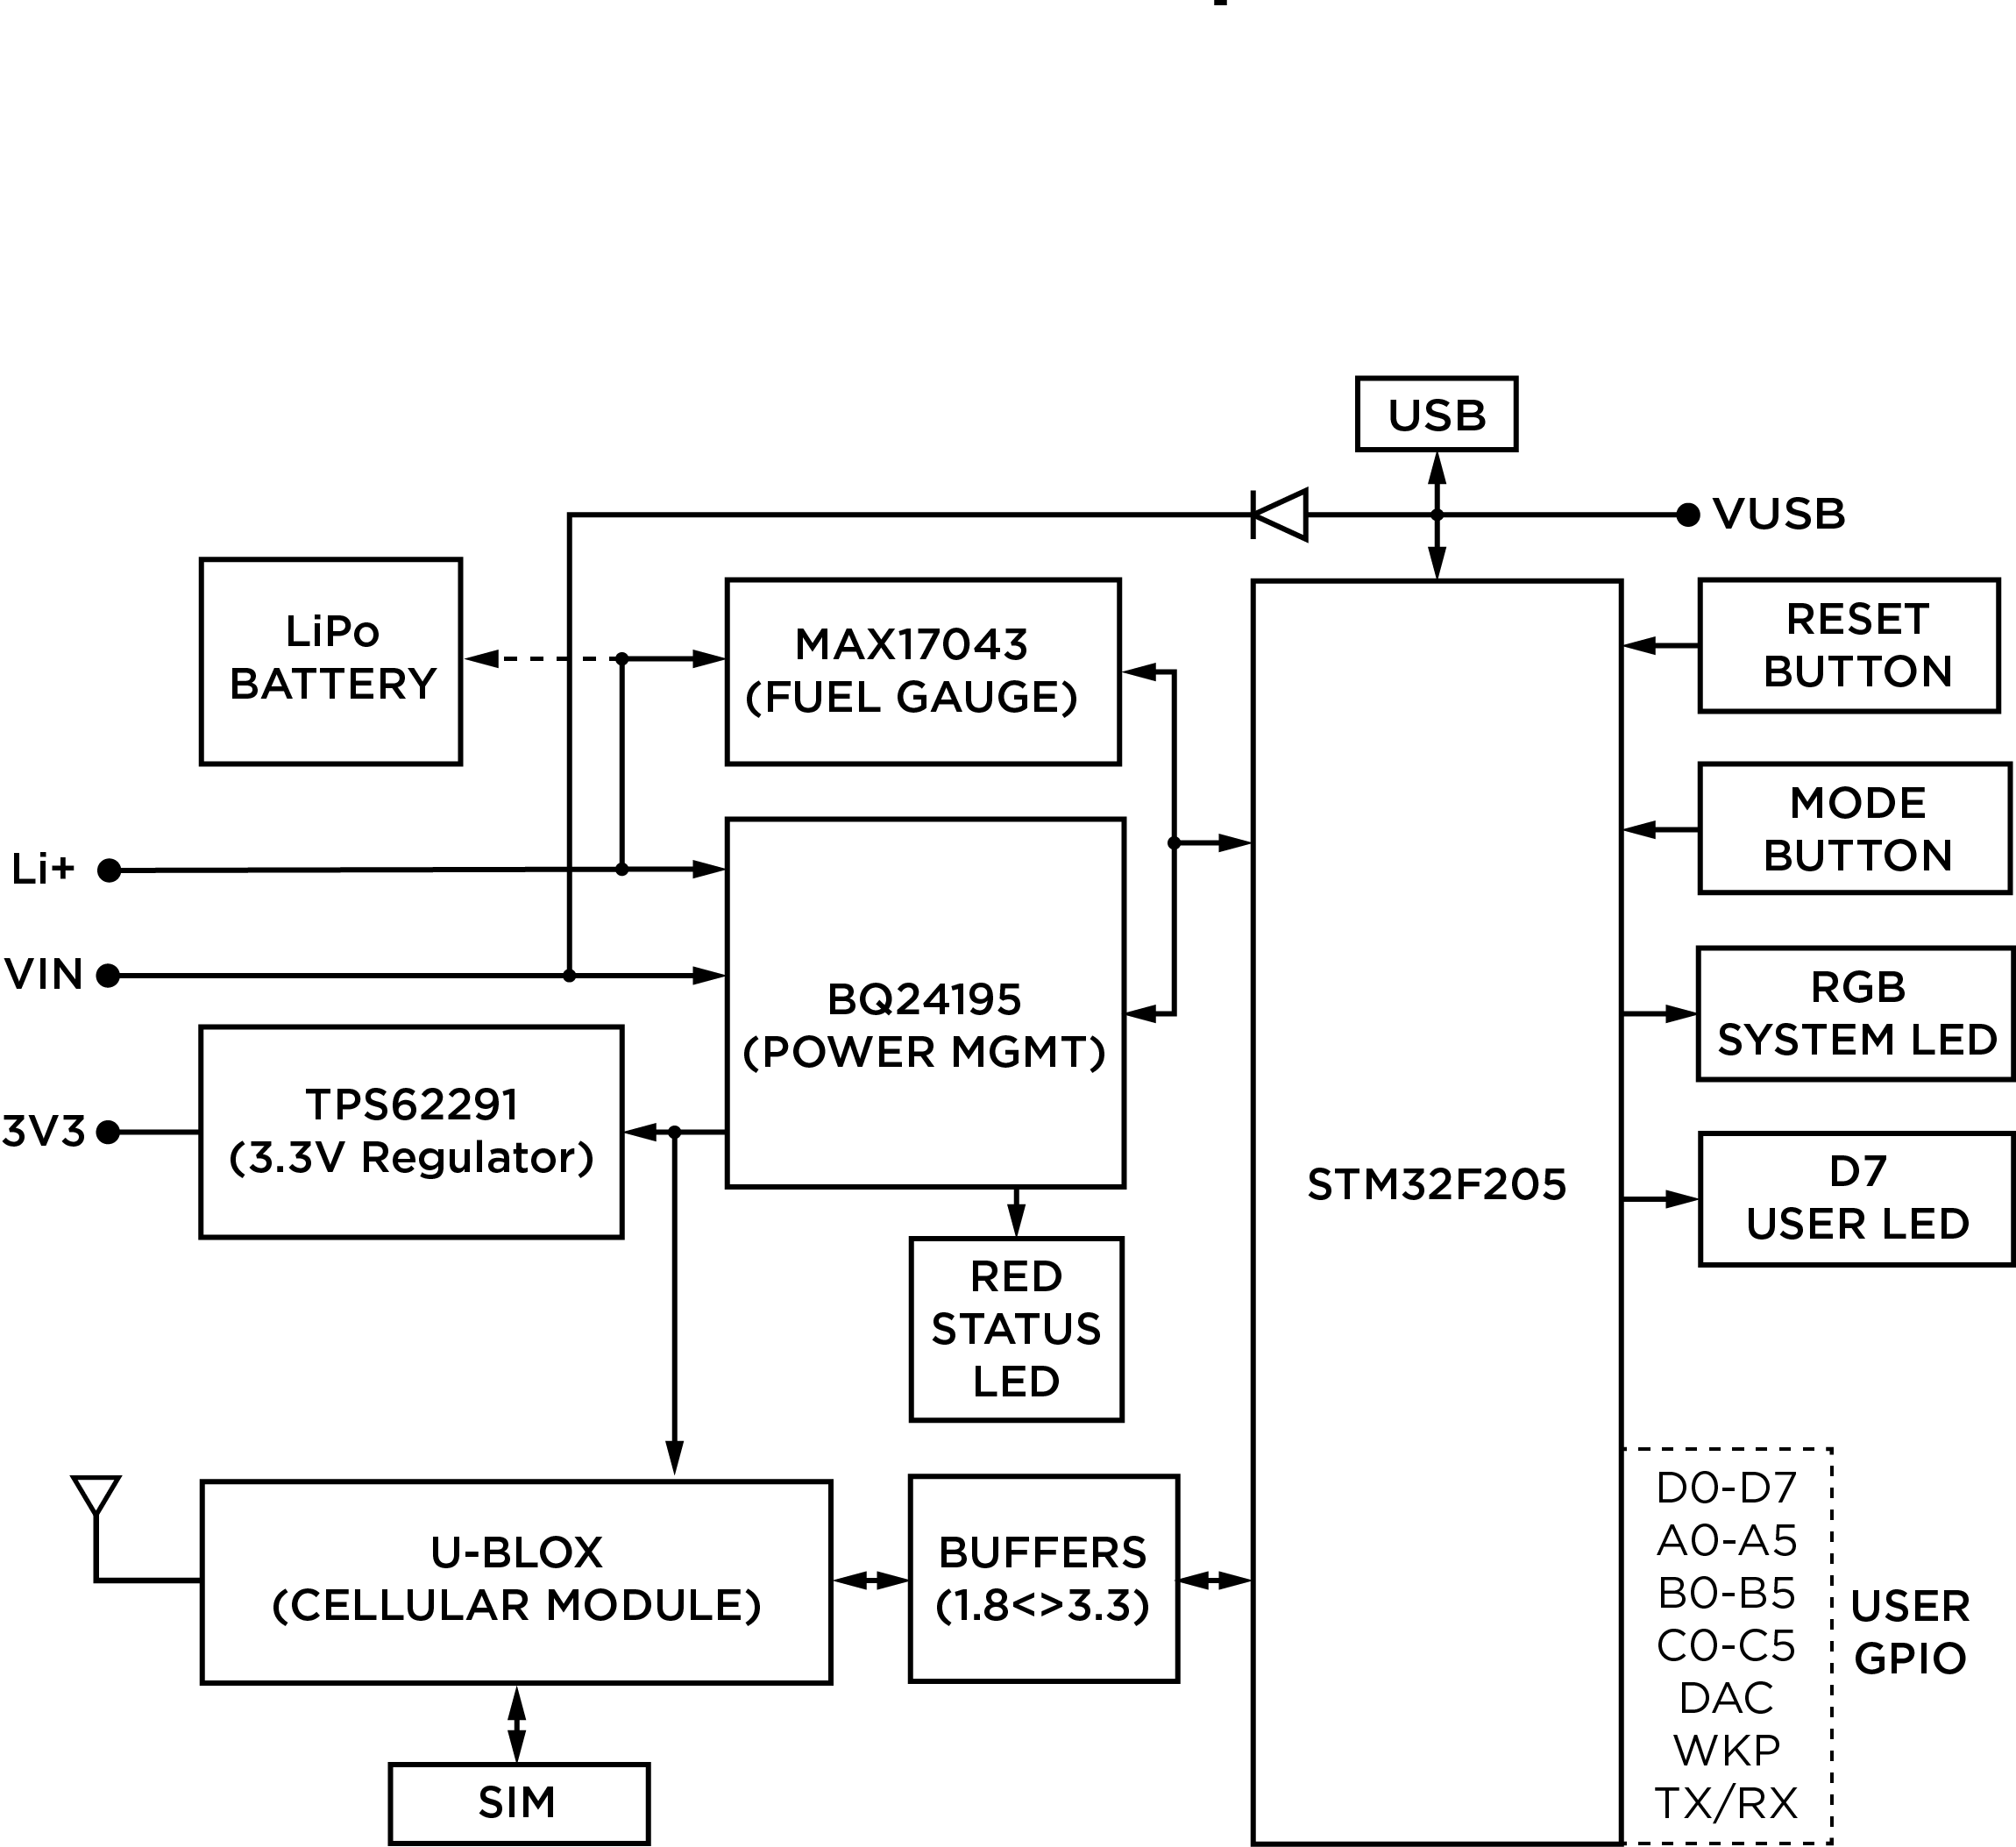 USB
VUSB
LiPo
BATTERY
MAX17043
(FUEL GAUGE)
RESET
BUTTON
MODE
BUTTON
Li+
VIN
BQ24195
(POWER MGMT)
RGB
SYSTEM LED
3V3
TPS62291
(3.3V Regulator)
STM32F205
D7
USER LED
RED
STATUS
LED
U-BLOX
(CELLULAR MODULE)
BUFFERS
(1.8<>3.3)
D0-D7
A0-A5
B0-B5
C0-C5
DAC
WKP
TX/RX
USER
GPIO
SIM